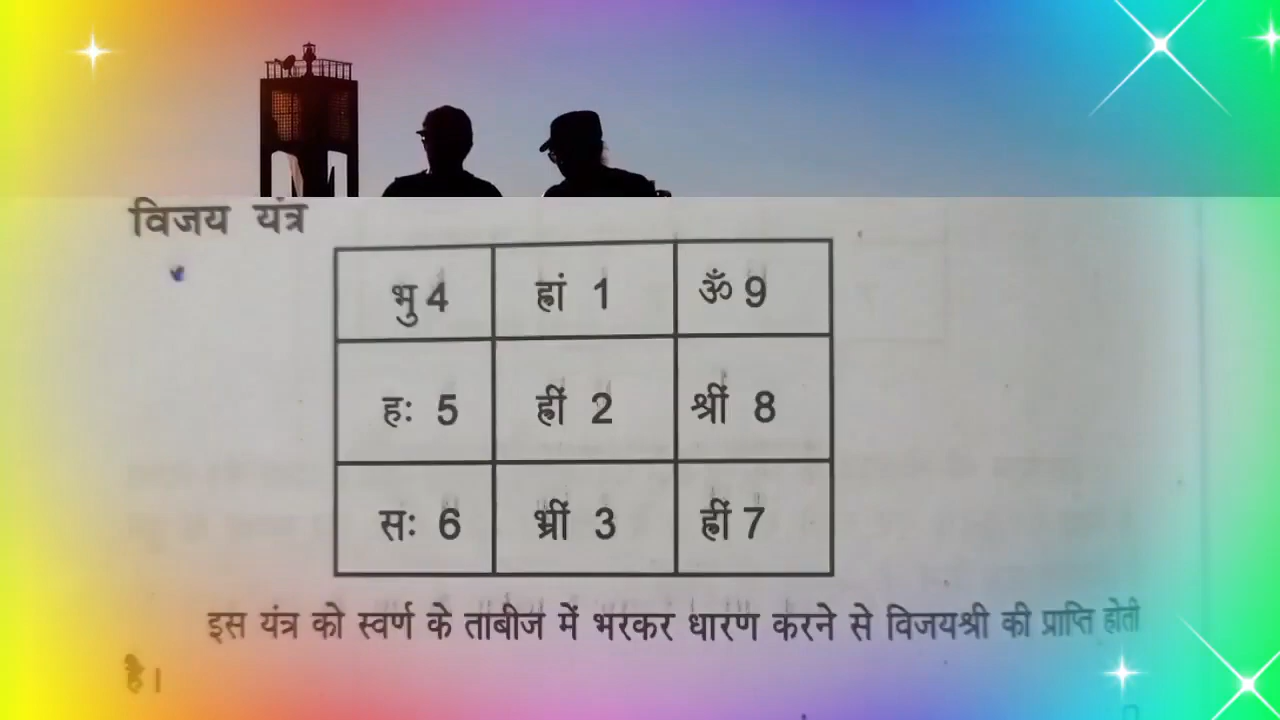 विजय यंत्र
भु 4 ह्रां 1 ॐ 9
हः 5 ह्रीं 2 श्रीं 8
सः 6 भ्रीं 3 ह्रीं 7
इस यंत्र को स्वर्ण के ताबीज में भरकर धारण करने से विजयश्री की प्राप्ति होती
है।